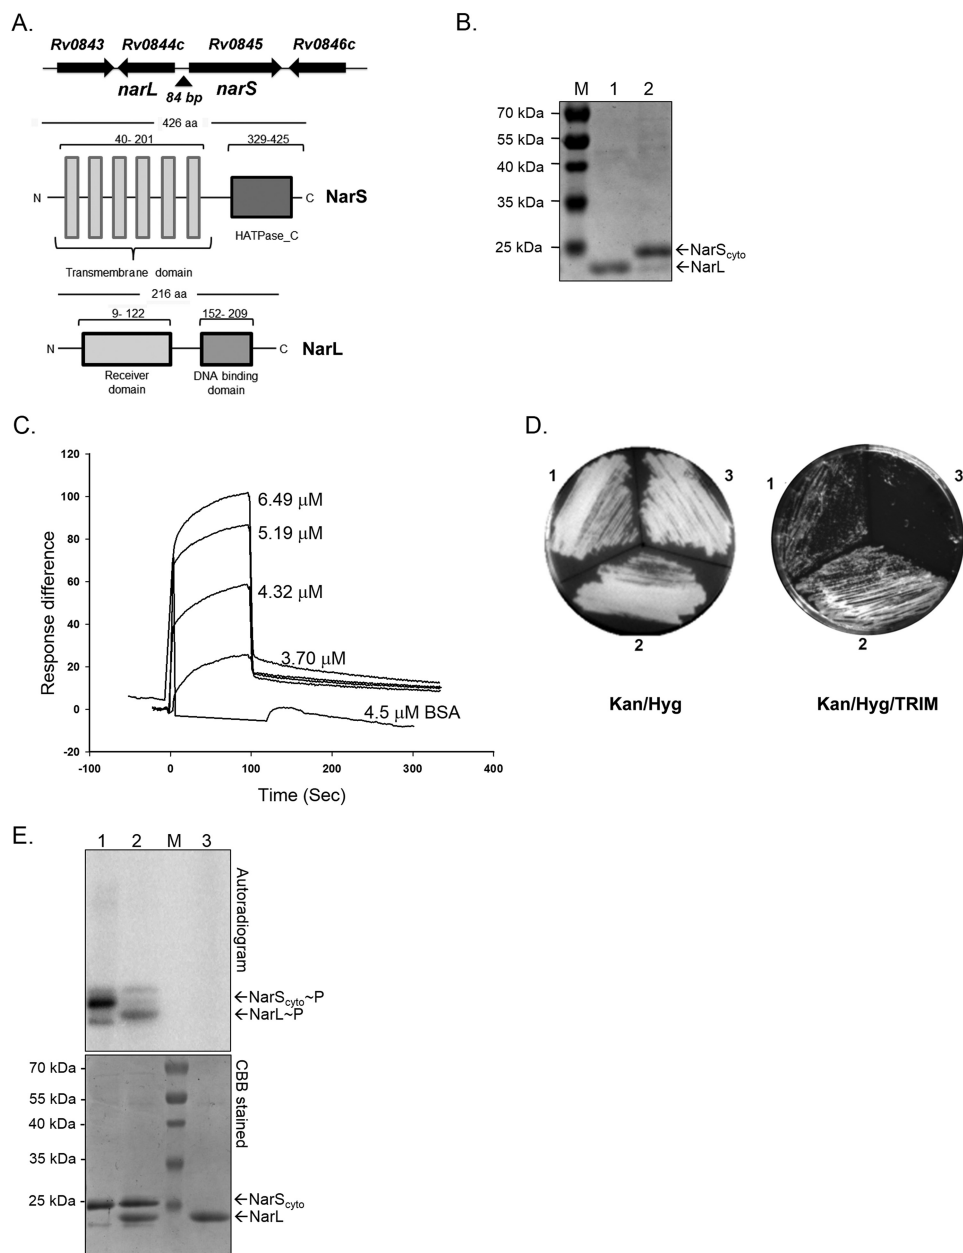 A.
Rv0843 Rv0844c Rv0845 Rv0846c
narL 84 bp narS
426 aa
40- 201 329-425
N C NarS
HATPase_C
Transmembrane domain
216 aa
9- 122 152- 209
N C NarL
Receiver domain
DNA binding domain
B.
M 1 2
70 kDa
55 kDa
40 kDa
35 kDa
25 kDa
←NarScyto
←NarL
C.
Response difference
120
100
80
60
40
20
0
-20
-100 0 100 200 300 400
Time (Sec)
6.49 µM
5.19 µM
4.32 µM
3.70 µM
4.5 µM BSA
D.
1 3
2
Kan/Hyg
1 3
2
Kan/Hyg/TRIM
E.
1 2 M 3
Autoradiogram
←NarScyto~P
←NarL~P
70 kDa
55 kDa
40 kDa
35 kDa
25 kDa
CBB stained
←NarScyto
←NarL